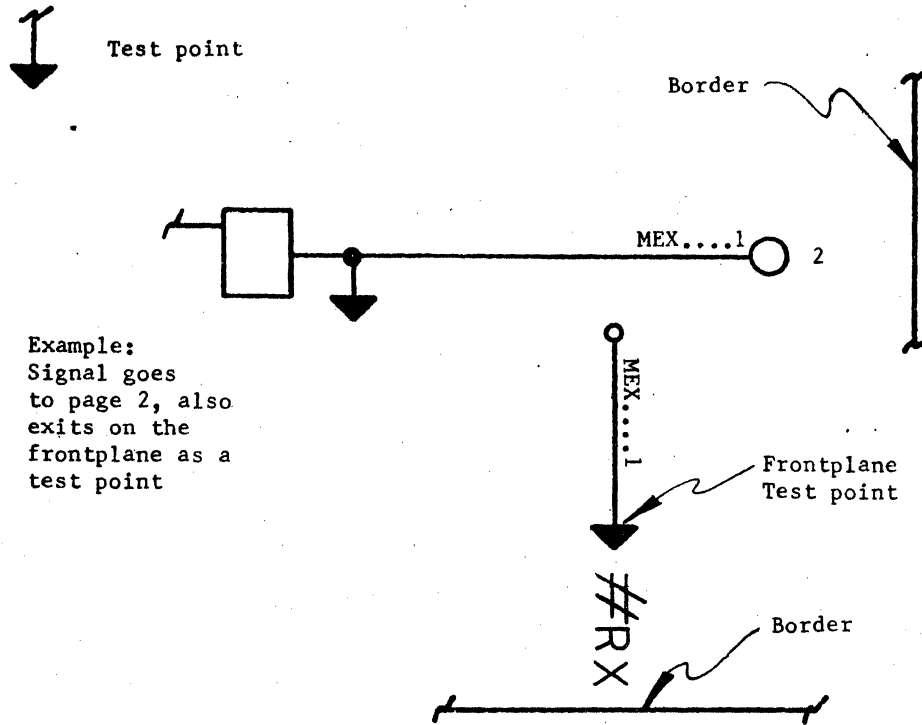 Test point
Border
MEX....1
2
Example:
Signal goes
to page 2, also
exits on the
frontplane as a
test point
MEX....1
Frontplane
Test point
#RX
Border